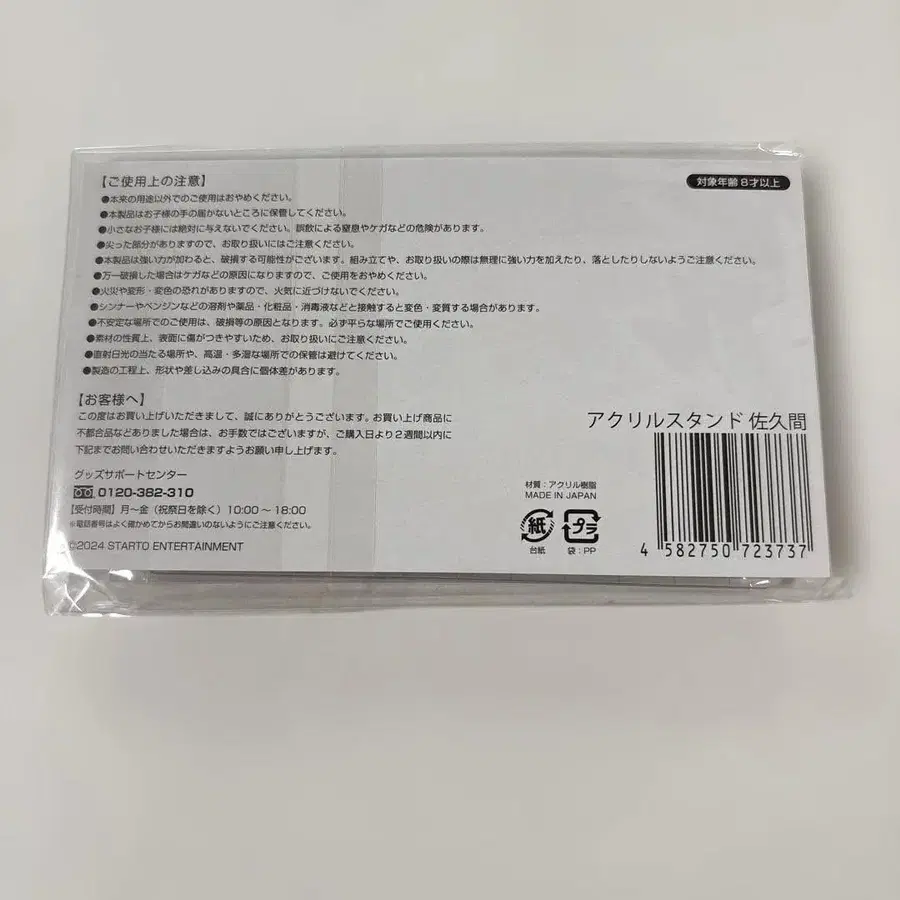 【ご使用上の注意】
対象年齢 8才以上
●本来の用途以外でのご使用はおやめください。
●本製品はお子様の手の届かないところに保管してください。
●小さなお子様には絶対に与えないでください。誤飲による窒息やケガなどの危険があります。
●尖った部分がありますので、お取り扱いにはご注意ください。
●本製品は強い力が加わると、破損する可能性がございます。組み立てや、お取り扱いの際は無理に強い力を加えたり、落としたりしないようご注意ください。
●万一破損した場合はケガなどの原因になりますので、ご使用をおやめください。
●火災や変形・変色の恐れがありますので、火気に近づけないでください。
●シンナーやベンジンなどの溶剤や薬品・化粧品・消毒液などと接触すると変色・変質する場合があります。
●不安定な場所でのご使用は、破損等の原因となります。必ず平らな場所でご使用ください。
●素材の性質上、表面に傷がつきやすいため、お取り扱いにご注意ください。
●直射日光の当たる場所や、高温・多湿な場所での保管は避けてください。
●製造の工程上、形状や差し込みの具合に個体差があります。
【お客様へ】
この度はお買い上げいただきまして、誠にありがとうございます。お買い上げ商品に
不都合品などありました場合は、お手数ではございますが、ご購入日より2週間以内に
下記までお問い合わせいただきますようお願い申し上げます。
グッズサポートセンター
0120-382-310
【受付時間】月～金（祝祭日を除く）10:00～18:00
※電話番号はよく確かめてからお間違いのないようにご注意ください。
©2024 STARTO ENTERTAINMENT
アクリルスタンド 佐久間
材質：アクリル樹脂
MADE IN JAPAN
紙 プラ
台紙 袋：PP
4 582750 723737